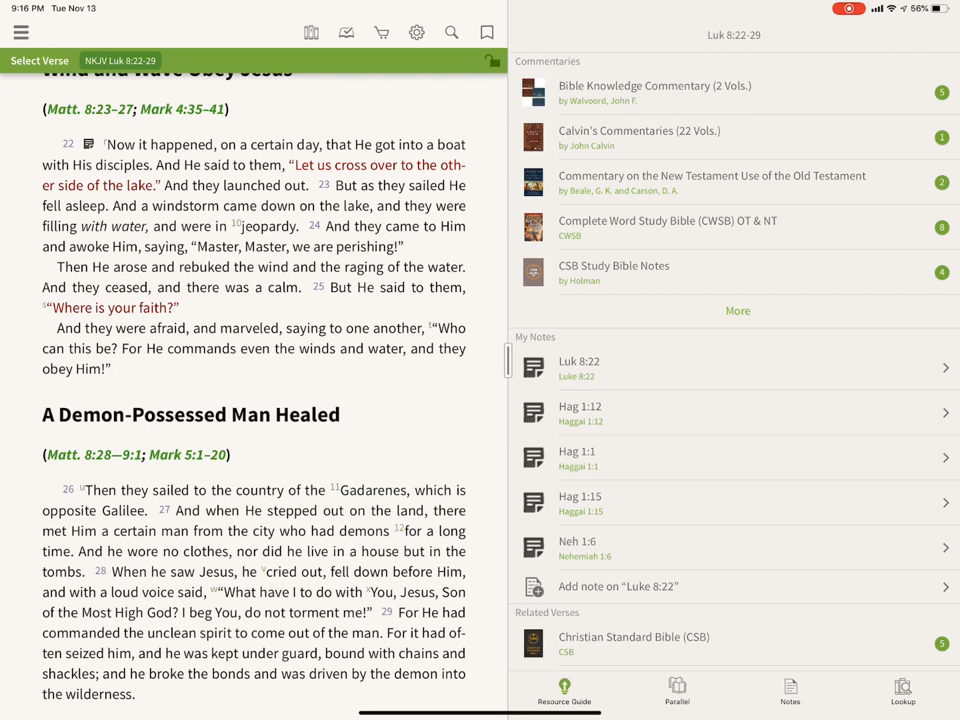 9:16 PM Tue Nov 13
56%
Select Verse NKJV Luk 8:22-29
Wind and Wave Obey Jesus
(Matt. 8:23–27; Mark 4:35–41)
22 rNow it happened, on a certain day, that He got into a boat
with His disciples. And He said to them, “Let us cross over to the oth-
er side of the lake.” And they launched out. 23 But as they sailed He
fell asleep. And a windstorm came down on the lake, and they were
filling with water, and were in 10jeopardy. 24 And they came to Him
and awoke Him, saying, “Master, Master, we are perishing!”
Then He arose and rebuked the wind and the raging of the water.
And they ceased, and there was a calm. 25 But He said to them,
s“Where is your faith?”
And they were afraid, and marveled, saying to one another, t“Who
can this be? For He commands even the winds and water, and they
obey Him!”
A Demon-Possessed Man Healed
(Matt. 8:28—9:1; Mark 5:1–20)
26 uThen they sailed to the country of the 11Gadarenes, which is
opposite Galilee. 27 And when He stepped out on the land, there
met Him a certain man from the city who had demons 12for a long
time. And he wore no clothes, nor did he live in a house but in the
tombs. 28 When he saw Jesus, he vcried out, fell down before Him,
and with a loud voice said, w“What have I to do with xYou, Jesus, Son
of the Most High God? I beg You, do not torment me!” 29 For He had
commanded the unclean spirit to come out of the man. For it had of-
ten seized him, and he was kept under guard, bound with chains and
shackles; and he broke the bonds and was driven by the demon into
the wilderness.
Luk 8:22-29
Commentaries
Bible Knowledge Commentary (2 Vols.)
by Walvoord, John F.
5
Calvin's Commentaries (22 Vols.)
by John Calvin
1
Commentary on the New Testament Use of the Old Testament
by Beale, G. K. and Carson, D. A.
2
Complete Word Study Bible (CWSB) OT & NT
CWSB
8
CSB Study Bible Notes
by Holman
4
More
My Notes
Luk 8:22
Luke 8:22
Hag 1:12
Haggai 1:12
Hag 1:1
Haggai 1:1
Hag 1:15
Haggai 1:15
Neh 1:6
Nehemiah 1:6
Add note on “Luke 8:22”
Related Verses
Christian Standard Bible (CSB)
CSB
5
Resource Guide Parallel Notes Lookup